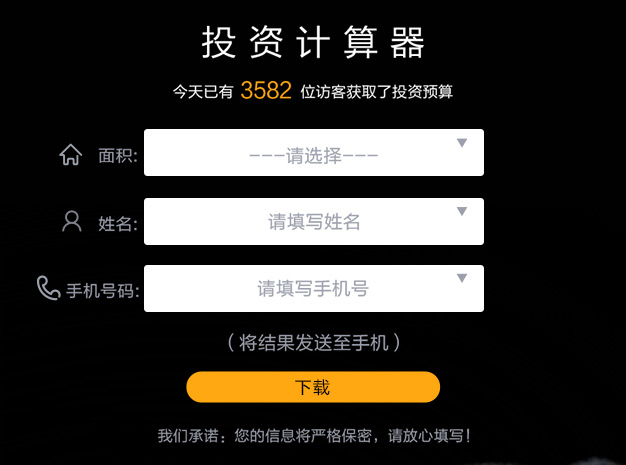 投资计算器
今天已有 3582 位访客获取了投资预算
面积: ---请选择---
姓名: 请填写姓名
手机号码: 请填写手机号
(将结果发送至手机)
下载
我们承诺：您的信息将严格保密，请放心填写！